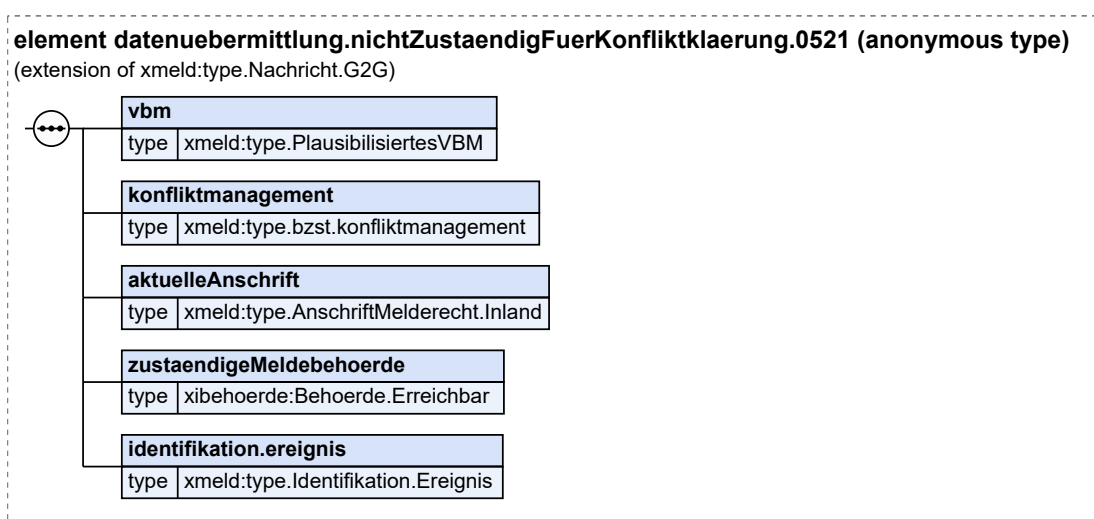 element datenuebermittlung.nichtZustaendigFuerKonfliktklaerung.0521 (anonymous type)
(extension of xmeld:type.Nachricht.G2G)
vbm
type xmeld:type.PlausibilisiertesVBM
konfliktmanagement
type xmeld:type.bzst.konfliktmanagement
aktuelleAnschrift
type xmeld:type.AnschriftMelderecht.Inland
zustaendigeMeldebehoerde
type xibehoerde:Behoerde.Erreichbar
identifikation.ereignis
type xmeld:type.Identifikation.Ereignis